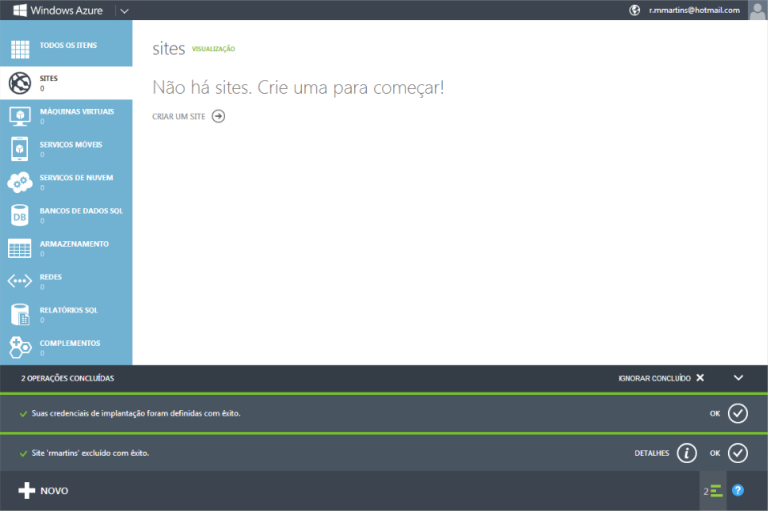 Windows Azure
r.mmartins@hotmail.com
TODOS OS ITENS
SITES
0
MÁQUINAS VIRTUAIS
0
SERVIÇOS MÓVEIS
0
SERVIÇOS DE NUVEM
0
DB
BANCOS DE DADOS SQL
0
ARMAZENAMENTO
0
REDES
0
RELATÓRIOS SQL
0
COMPLEMENTOS
0
sites VISUALIZAÇÃO
Não há sites. Crie uma para começar!
CRIAR UM SITE
2 OPERAÇÕES CONCLUÍDAS
IGNORAR CONCLUÍDO
Suas credenciais de implantação foram definidas com êxito.
OK
Site 'rmartins' excluído com êxito.
DETALHES
i
OK
NOVO
2
?